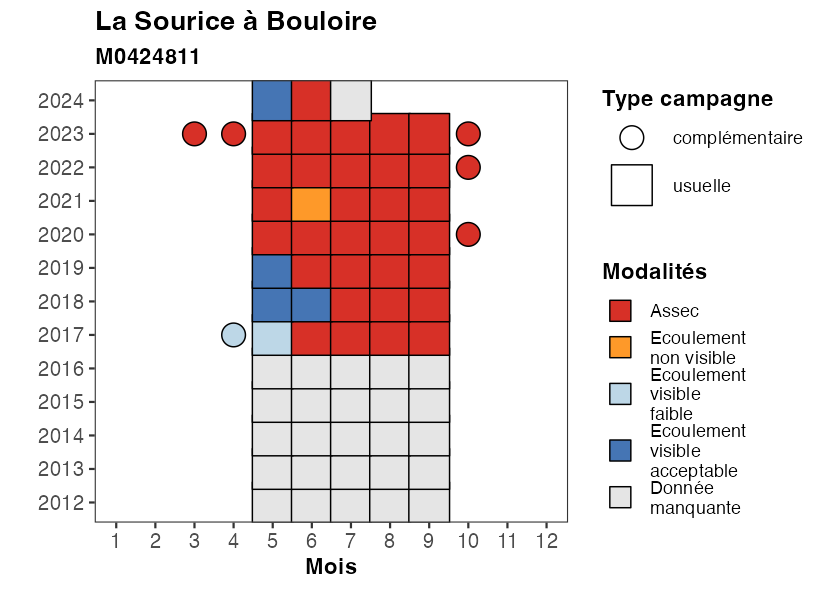 La Sourice à Bouloire
M0424811
2024
2023
2022
2021
2020
2019
2018
2017
2016
2015
2014
2013
2012
1 2 3 4 5 6 7 8 9 10 11 12
Mois
Type campagne
complémentaire
usuelle
Modalités
Assec
Ecoulement
non visible
Ecoulement
visible
faible
Ecoulement
visible
acceptable
Donnée
manquante